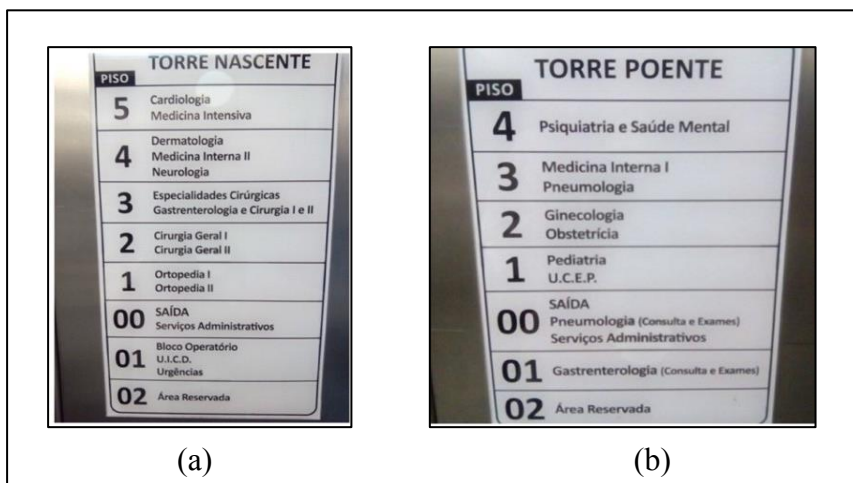 TORRE NASCENTE
PISO
5 Cardiologia
Medicina Intensiva
4 Dermatologia
Medicina Interna II
Neurologia
3 Especialidades Cirúrgicas
Gastrenterologia e Cirurgia I e II
2 Cirurgia Geral I
Cirurgia Geral II
1 Ortopedia I
Ortopedia II
00 SAÍDA
Serviços Administrativos
01 Bloco Operatório
U.I.C.D.
Urgências
02 Área Reservada
(a)
TORRE POENTE
PISO
4 Psiquiatria e Saúde Mental
3 Medicina Interna I
Pneumologia
2 Ginecologia
Obstetrícia
1 Pediatria
U.C.E.P.
00 SAÍDA
Pneumologia (Consulta e Exames)
Serviços Administrativos
01 Gastrenterologia (Consulta e Exames)
02 Área Reservada
(b)